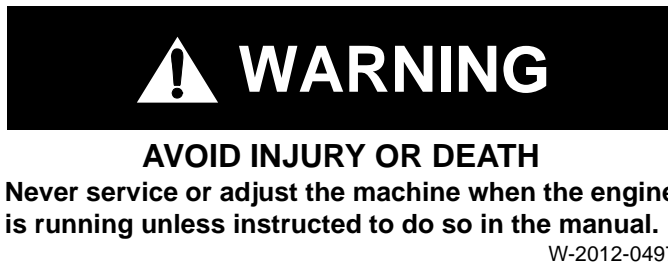 WARNING
AVOID INJURY OR DEATH
Never service or adjust the machine when the engine
is running unless instructed to do so in the manual.
W-2012-0497